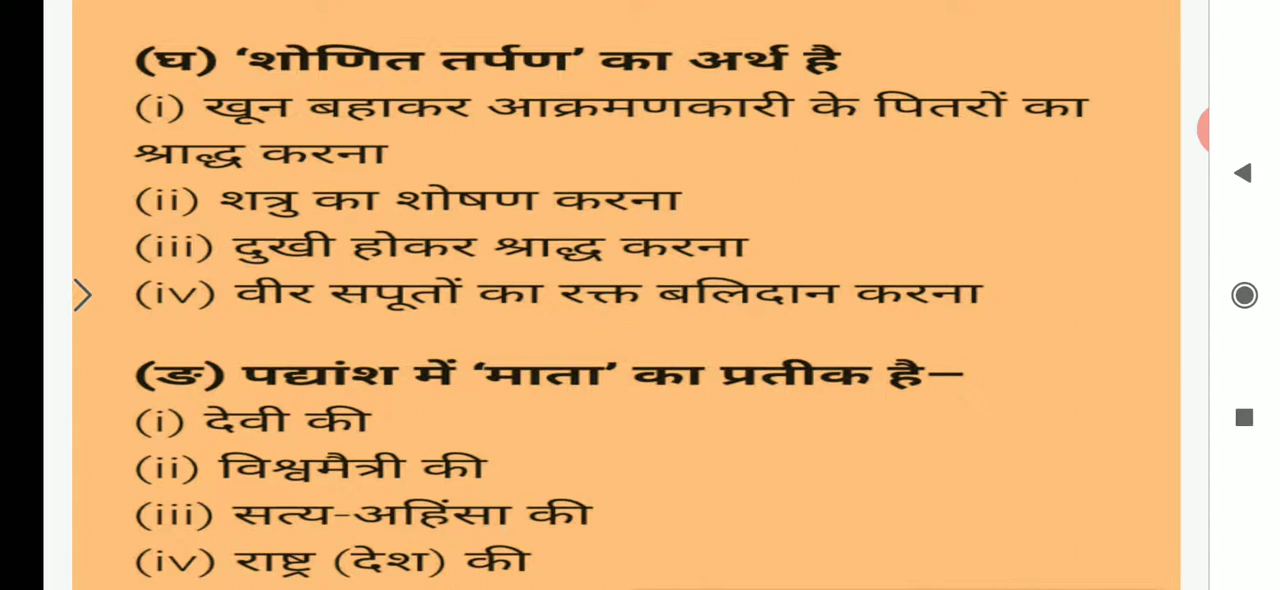 (घ) ‘शोणित तर्पण’ का अर्थ है
(i) खून बहाकर आक्रमणकारी के पितरों का
श्राद्ध करना
(ii) शत्रु का शोषण करना
(iii) दुखी होकर श्राद्ध करना
(iv) वीर सपूतों का रक्त बलिदान करना
(ङ) पद्यांश में ‘माता’ का प्रतीक है–
(i) देवी की
(ii) विश्वमैत्री की
(iii) सत्य-अहिंसा की
(iv) राष्ट्र (देश) की